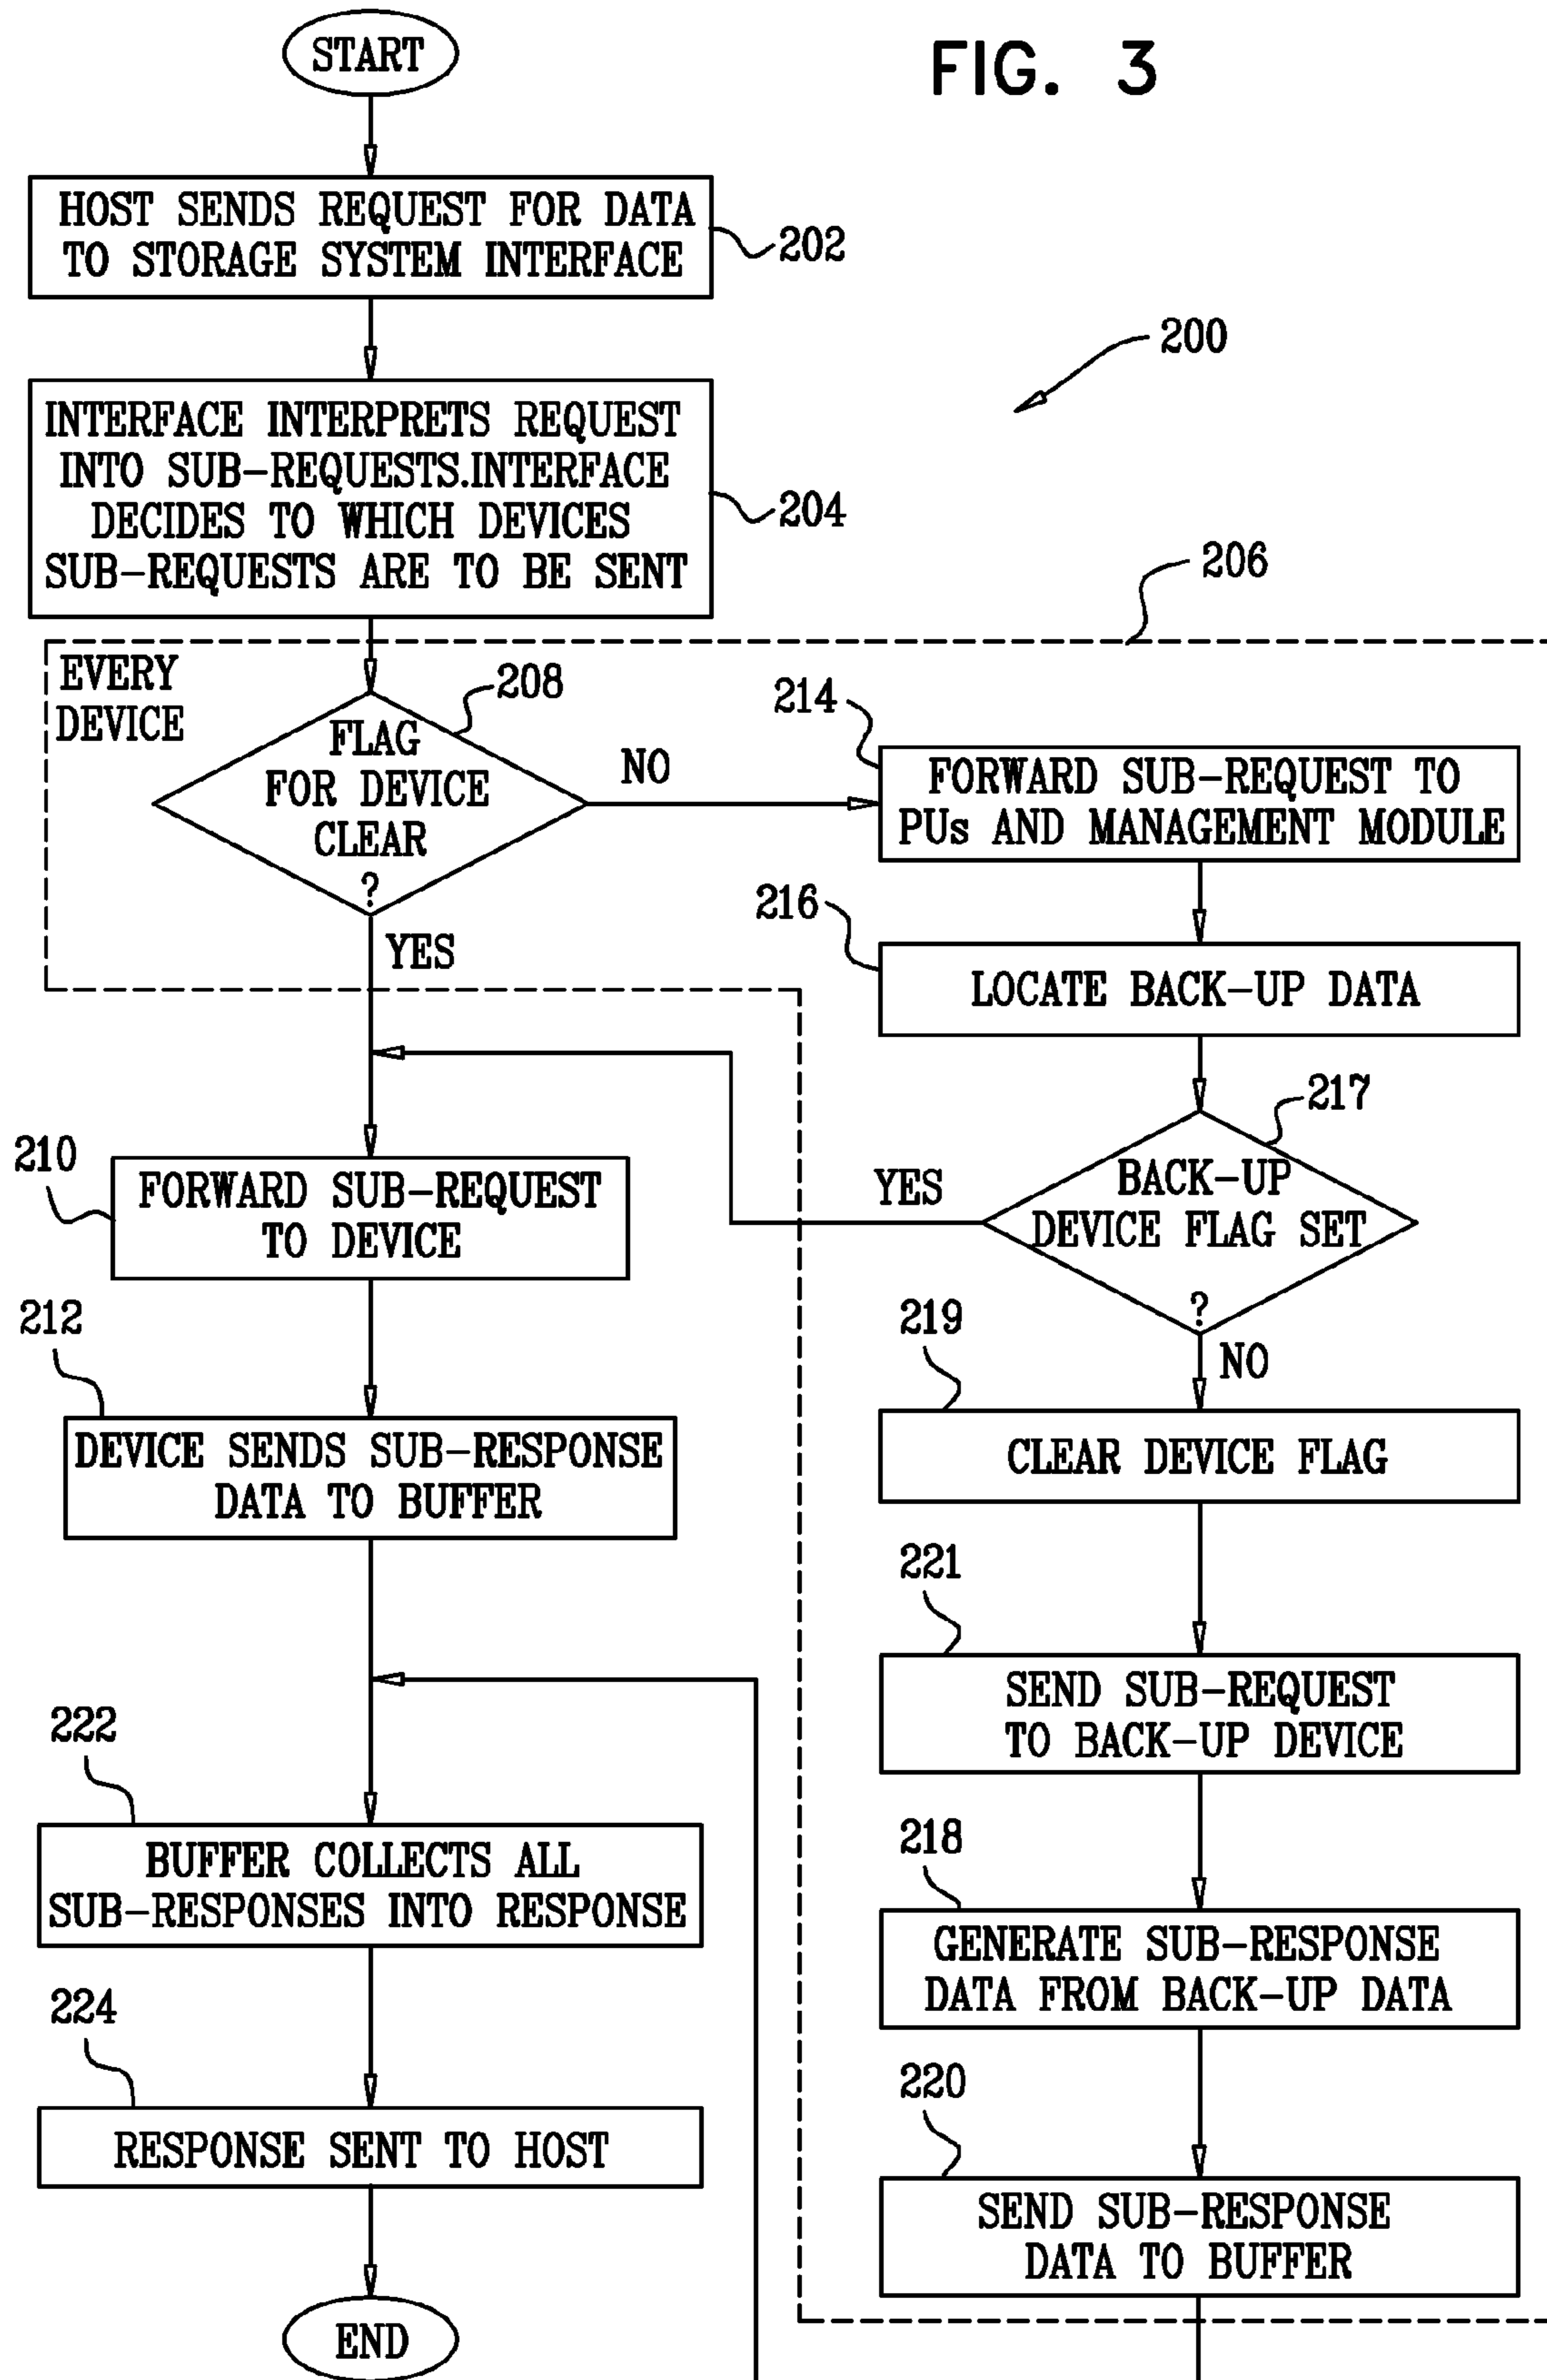 START
FIG. 3
HOST SENDS REQUEST FOR DATA
TO STORAGE SYSTEM INTERFACE
202
200
INTERFACE INTERPRETS REQUEST
INTO SUB-REQUESTS.INTERFACE
DECIDES TO WHICH DEVICES
SUB-REQUESTS ARE TO BE SENT
204
206
EVERY
DEVICE
208
FLAG
FOR DEVICE
CLEAR
?
NO
YES
214
FORWARD SUB-REQUEST TO
PUs AND MANAGEMENT MODULE
216
LOCATE BACK-UP DATA
217
BACK-UP
DEVICE FLAG SET
?
YES
NO
210
FORWARD SUB-REQUEST
TO DEVICE
212
DEVICE SENDS SUB-RESPONSE
DATA TO BUFFER
219
CLEAR DEVICE FLAG
221
SEND SUB-REQUEST
TO BACK-UP DEVICE
222
BUFFER COLLECTS ALL
SUB-RESPONSES INTO RESPONSE
218
GENERATE SUB-RESPONSE
DATA FROM BACK-UP DATA
224
RESPONSE SENT TO HOST
220
SEND SUB-RESPONSE
DATA TO BUFFER
END